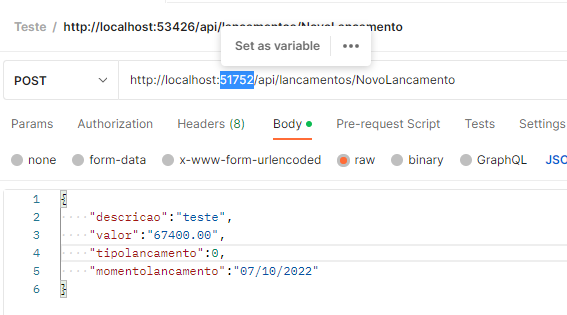 Teste / http://localhost:53426/api/lancamentos/NovoLancamento
Set as variable
POST http://localhost:51752/api/lancamentos/NovoLancamento
Params Authorization Headers (8) Body Pre-request Script Tests Settings
none form-data x-www-form-urlencoded raw binary GraphQL
1 {
2 "descricao":"teste",
3 "valor":"67400.00",
4 "tipolancamento":0,
5 "momentolancamento":"07/10/2022"
6 }